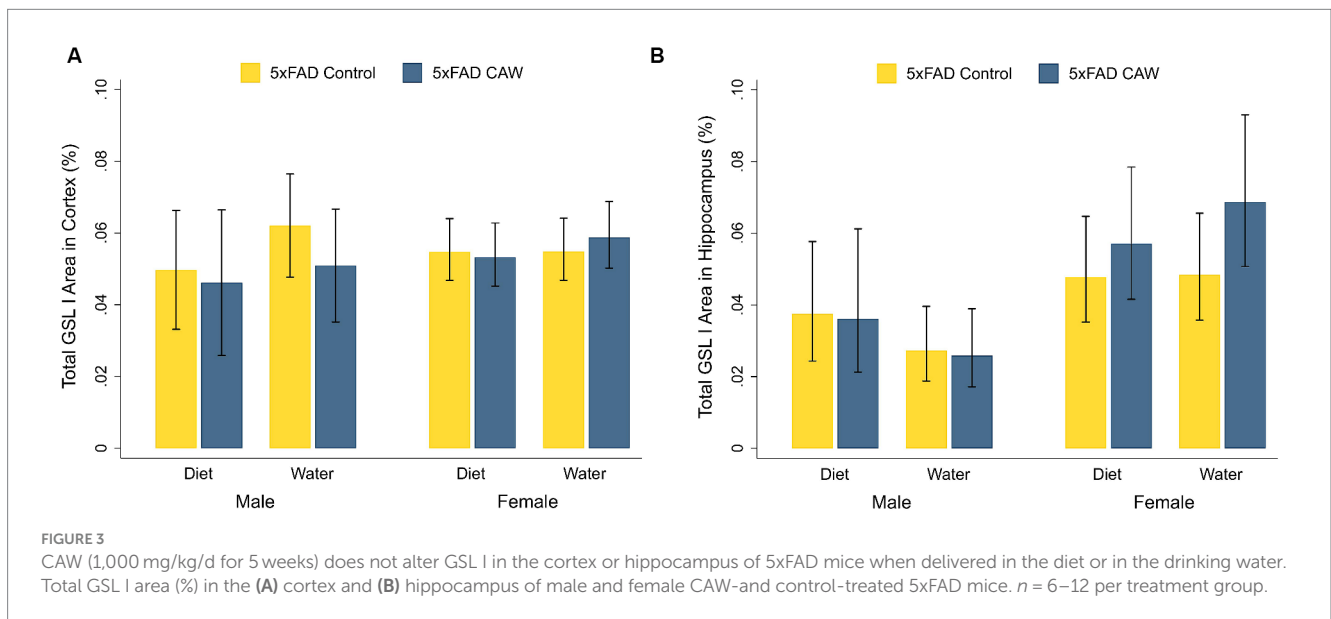 A
5xFAD Control 5xFAD CAW
Total GSL I Area in Cortex (%)
.10
.08
.06
.04
.02
0
Diet Water Diet Water
Male Female
B
5xFAD Control 5xFAD CAW
Total GSL I Area in Hippocampus (%)
.10
.08
.06
.04
.02
0
Diet Water Diet Water
Male Female
FIGURE 3
CAW (1,000 mg/kg/d for 5 weeks) does not alter GSL I in the cortex or hippocampus of 5xFAD mice when delivered in the diet or in the drinking water.
Total GSL I area (%) in the (A) cortex and (B) hippocampus of male and female CAW-and control-treated 5xFAD mice. n = 6–12 per treatment group.